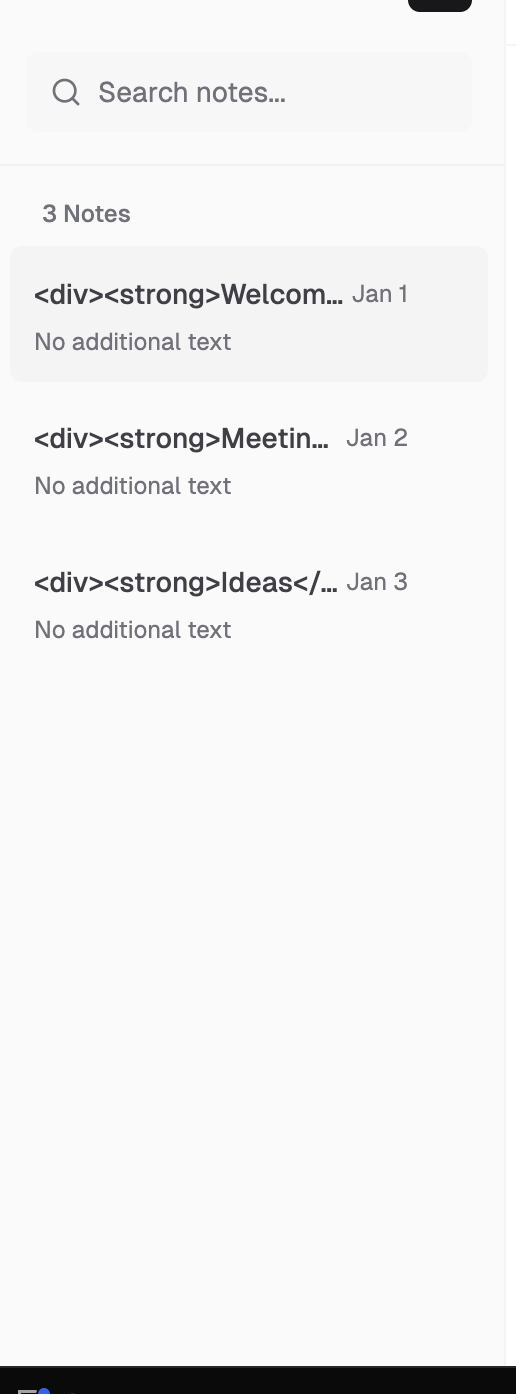 Search notes...
3 Notes
<div><strong>Welcom... Jan 1
No additional text
<div><strong>Meetin... Jan 2
No additional text
<div><strong>Ideas</... Jan 3
No additional text